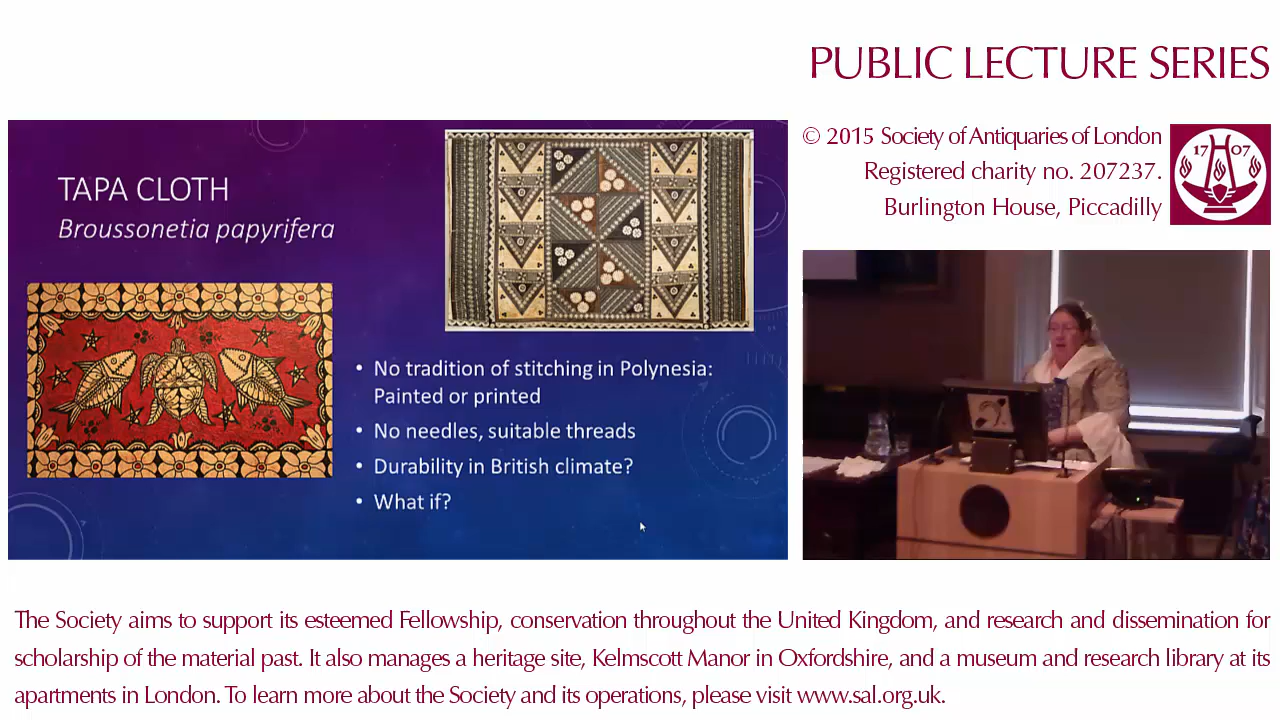 PUBLIC LECTURE SERIES
© 2015 Society of Antiquaries of London
Registered charity no. 207237.
Burlington House, Piccadilly
17 07
TAPA CLOTH
Broussonetia papyrifera
• No tradition of stitching in Polynesia:
Painted or printed
• No needles, suitable threads
• Durability in British climate?
• What if?
The Society aims to support its esteemed Fellowship, conservation throughout the United Kingdom, and research and dissemination for
scholarship of the material past. It also manages a heritage site, Kelmscott Manor in Oxfordshire, and a museum and research library at its
apartments in London. To learn more about the Society and its operations, please visit www.sal.org.uk.